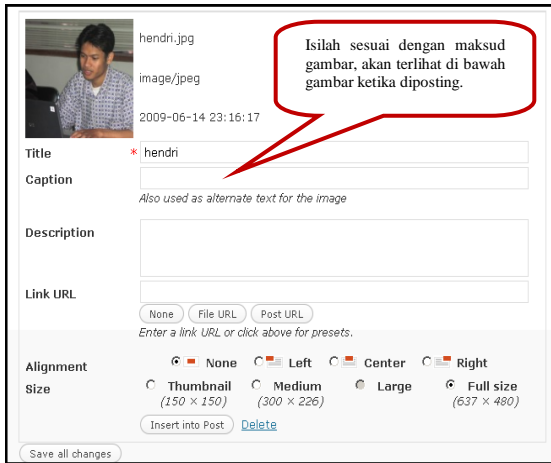 hendri.jpg
image/jpeg
2009-06-14 23:16:17
Isilah sesuai dengan maksud
gambar, akan terlihat di bawah
gambar ketika diposting.
Title * hendri
Caption
Also used as alternate text for the image
Description
Link URL
None File URL Post URL
Enter a link URL or click above for presets.
Alignment None Left Center Right
Size Thumbnail Medium Large Full size
(150 × 150) (300 × 226) (637 × 480)
Insert into Post Delete
Save all changes